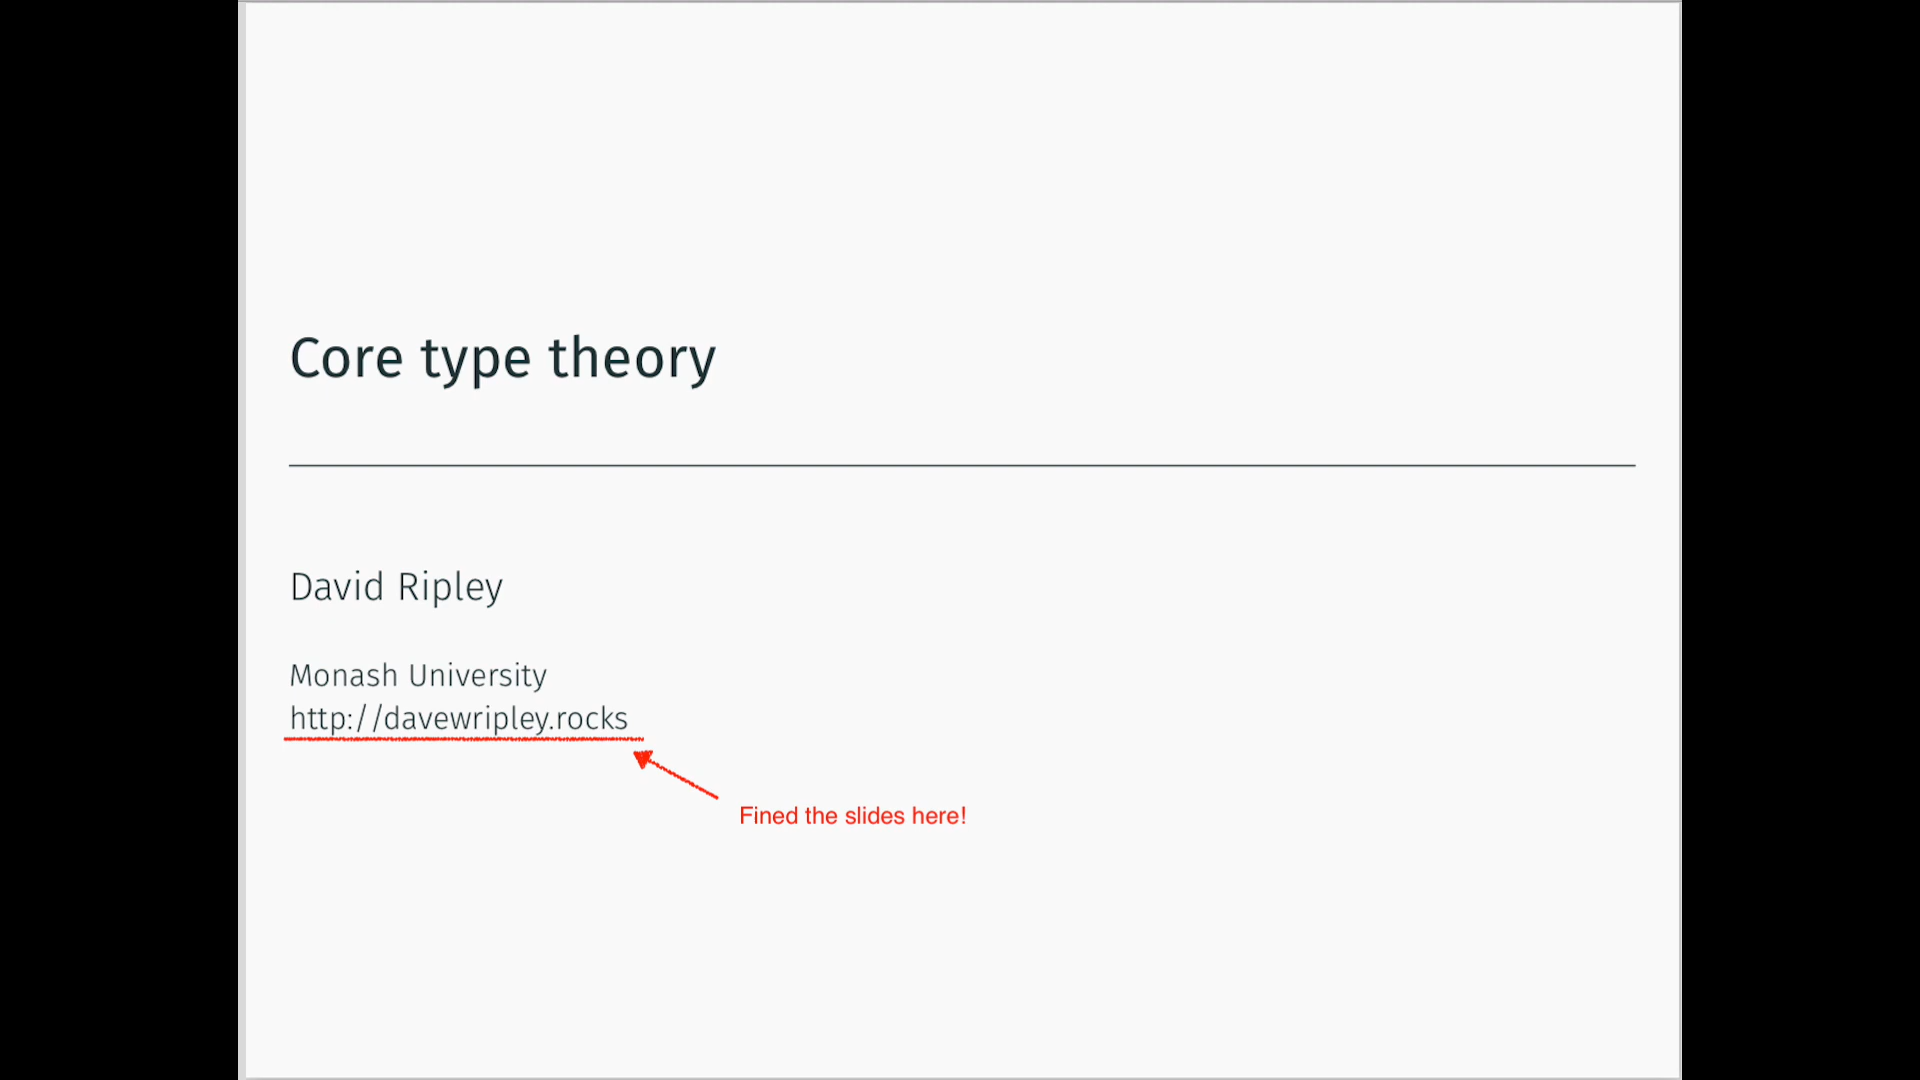 Core type theory
David Ripley
Monash University
http://davewripley.rocks
Fined the slides here!